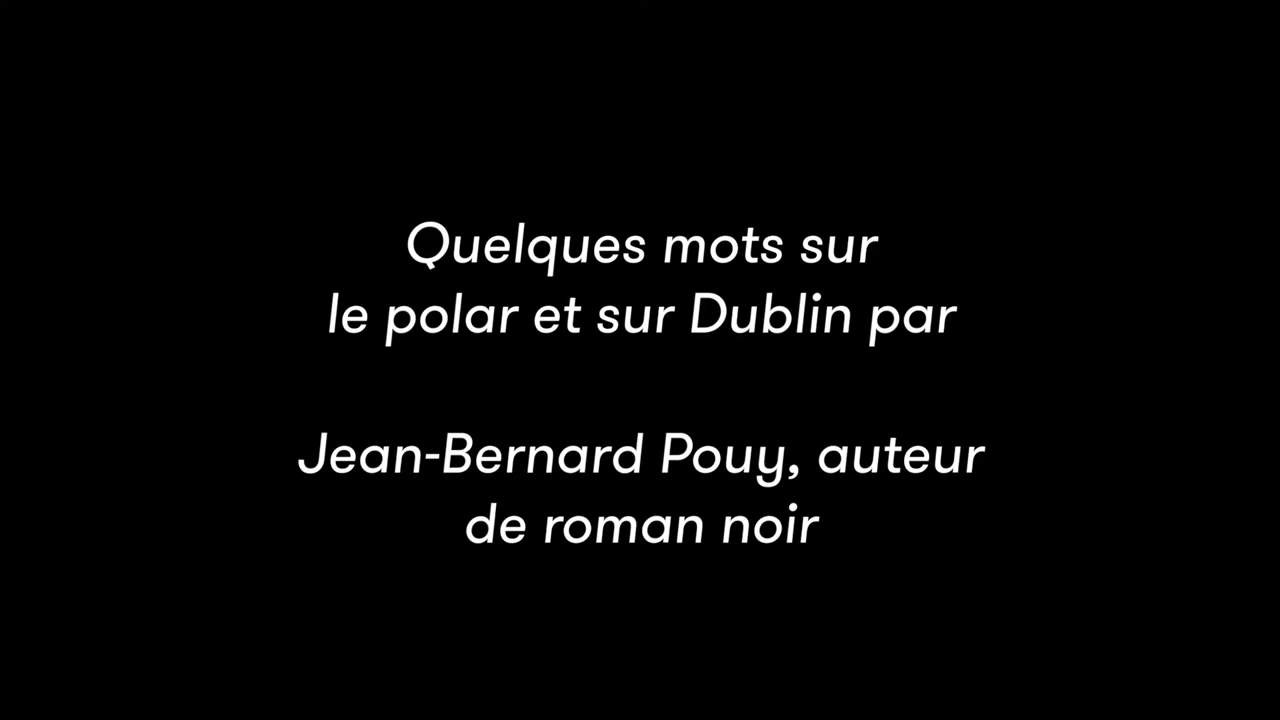 Quelques mots sur
le polar et sur Dublin par
Jean-Bernard Pouy, auteur
de roman noir